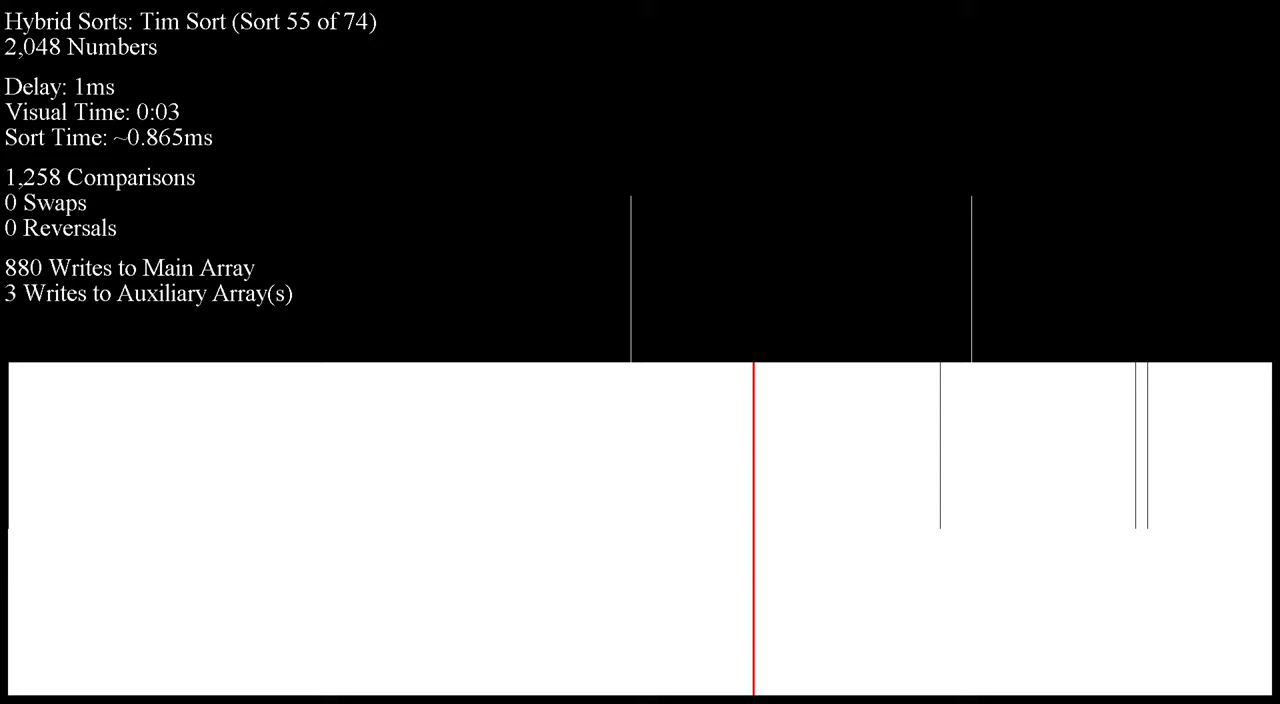 Hybrid Sorts: Tim Sort (Sort 55 of 74)
2,048 Numbers
Delay: 1ms
Visual Time: 0:03
Sort Time: ~0.865ms
1,258 Comparisons
0 Swaps
0 Reversals
880 Writes to Main Array
3 Writes to Auxiliary Array(s)